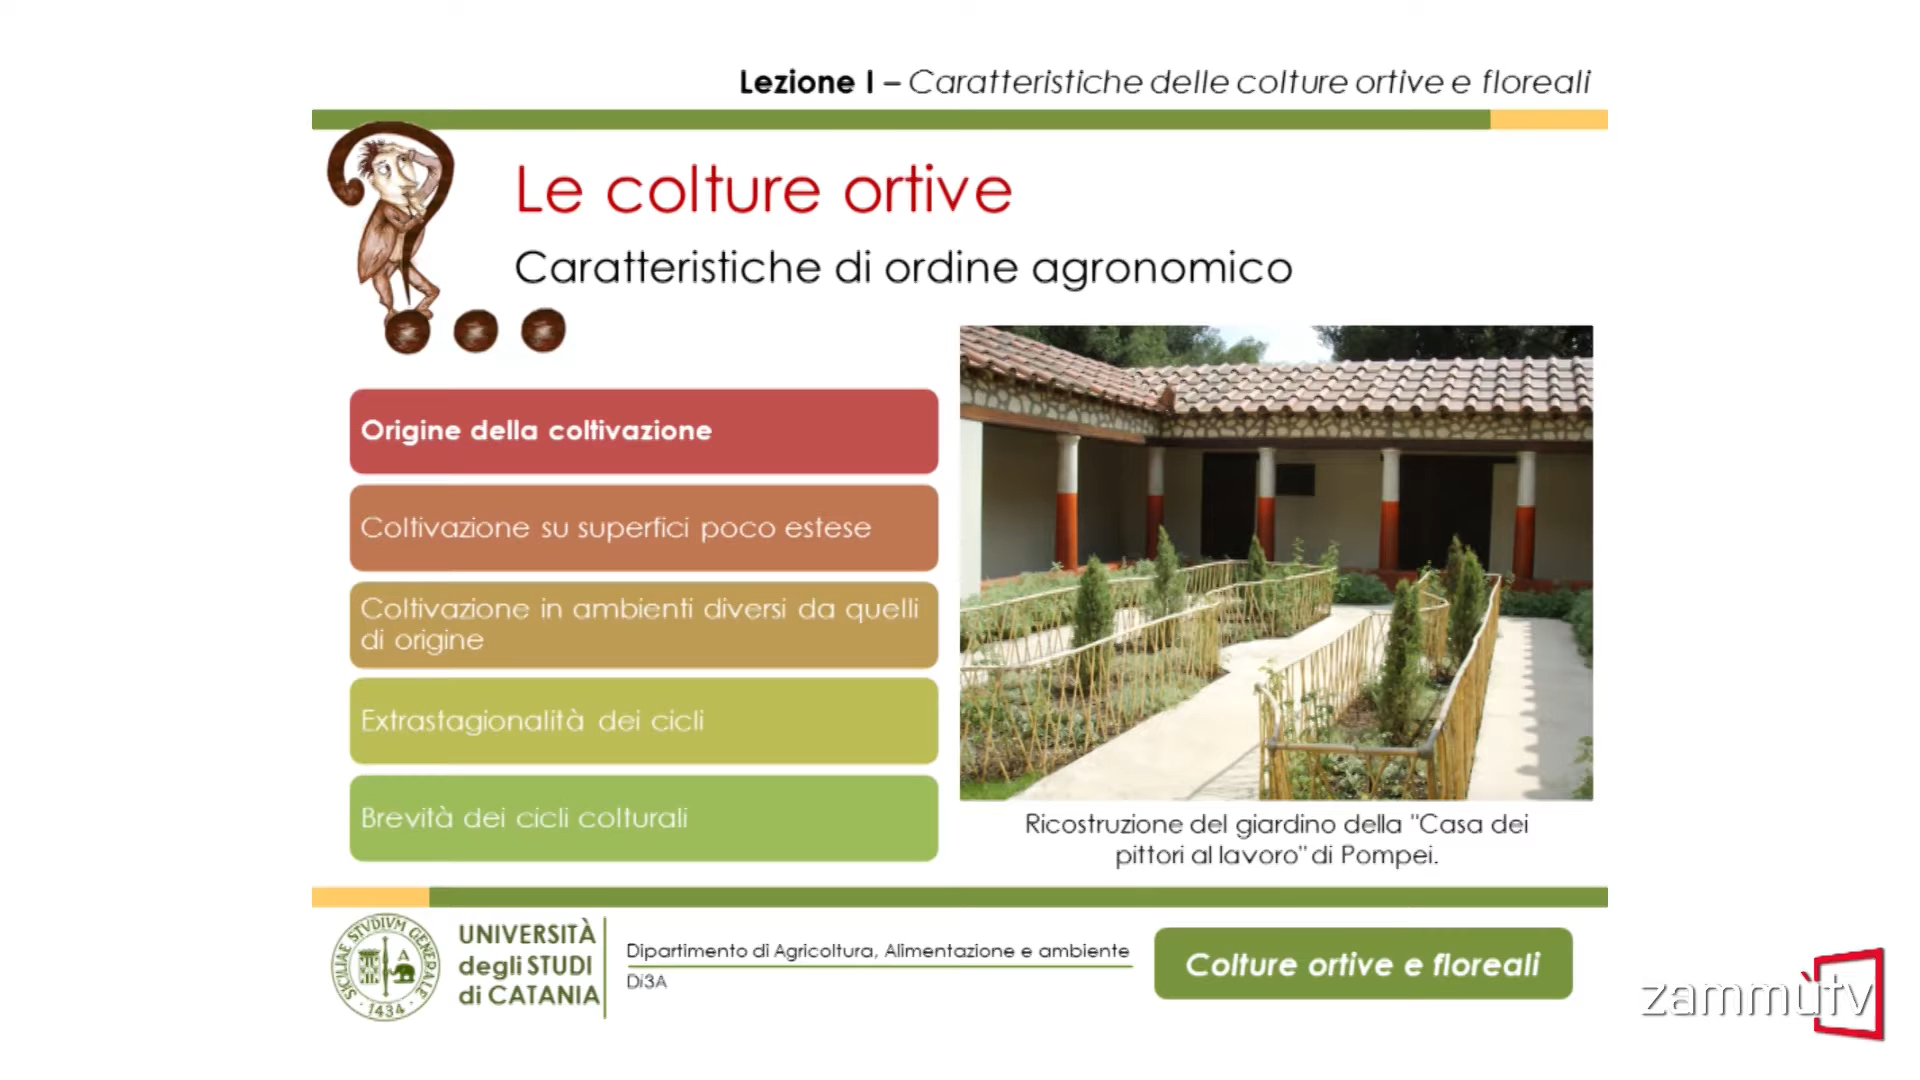 Lezione I – Caratteristiche delle colture ortive e floreali
Le colture ortive
Caratteristiche di ordine agronomico
Origine della coltivazione
Coltivazione su superfici poco estese
Coltivazione in ambienti diversi da quelli
di origine
Extrastagionalità dei cicli
Brevità dei cicli colturali
Ricostruzione del giardino della "Casa dei
pittori al lavoro" di Pompei.
SICILIAE STVDIVM GENERALE
A
1434
UNIVERSITÀ
degli STUDI
di CATANIA
Dipartimento di Agricoltura, Alimentazione e ambiente
Di3A
Colture ortive e floreali
zammùtv